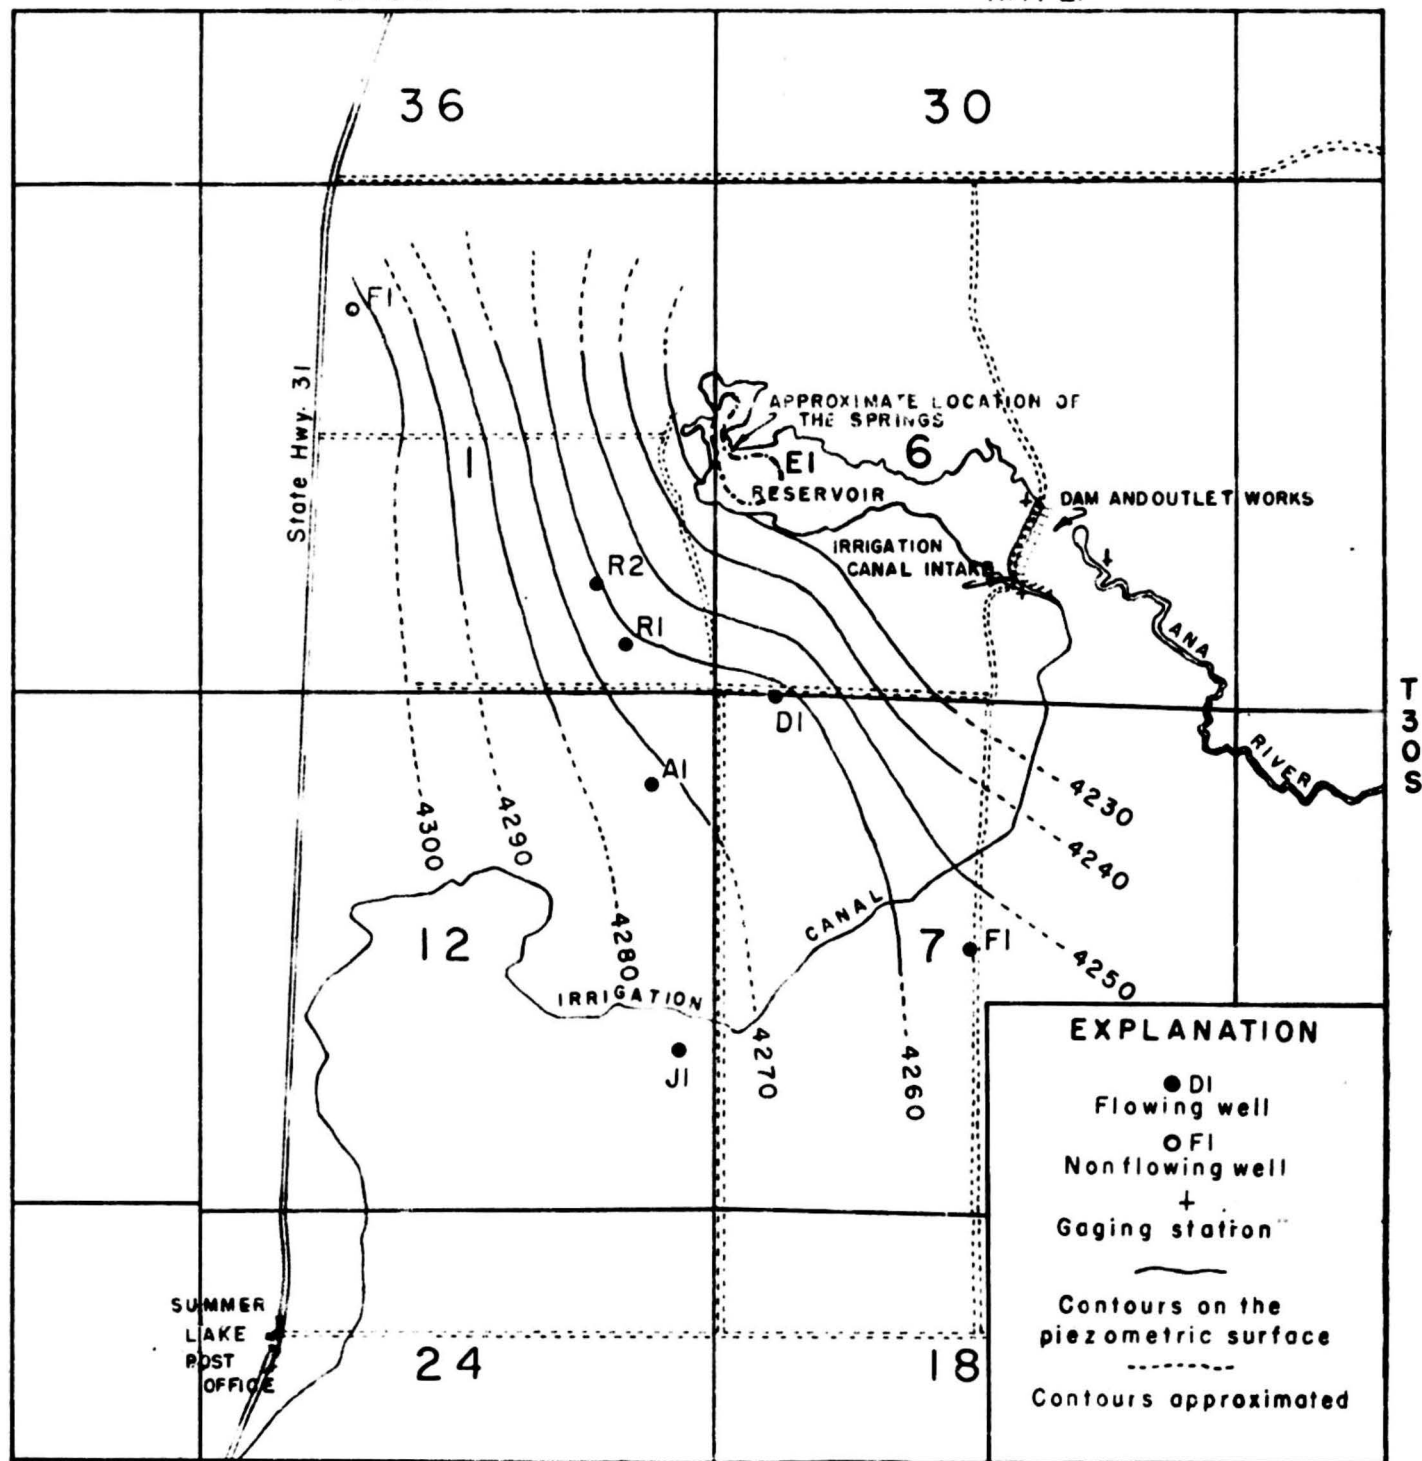 36
30
F1
State Hwy. 31
1
APPROXIMATE LOCATION OF
THE SPRINGS
6
E1
RESERVOIR
DAM AND OUTLET WORKS
IRRIGATION
CANAL INTAKE
R2
R1
ANA
RIVER
T30S
D1
A1
4300
4290
4280
4270
4260
4230
4240
4250
CANAL
12
7
F1
IRRIGATION
J1
EXPLANATION
D1
Flowing well
F1
Nonflowing well
Gaging station
Contours on the
piezometric surface
Contours approximated
SUMMER
LAKE
POST
OFFICE
24
18